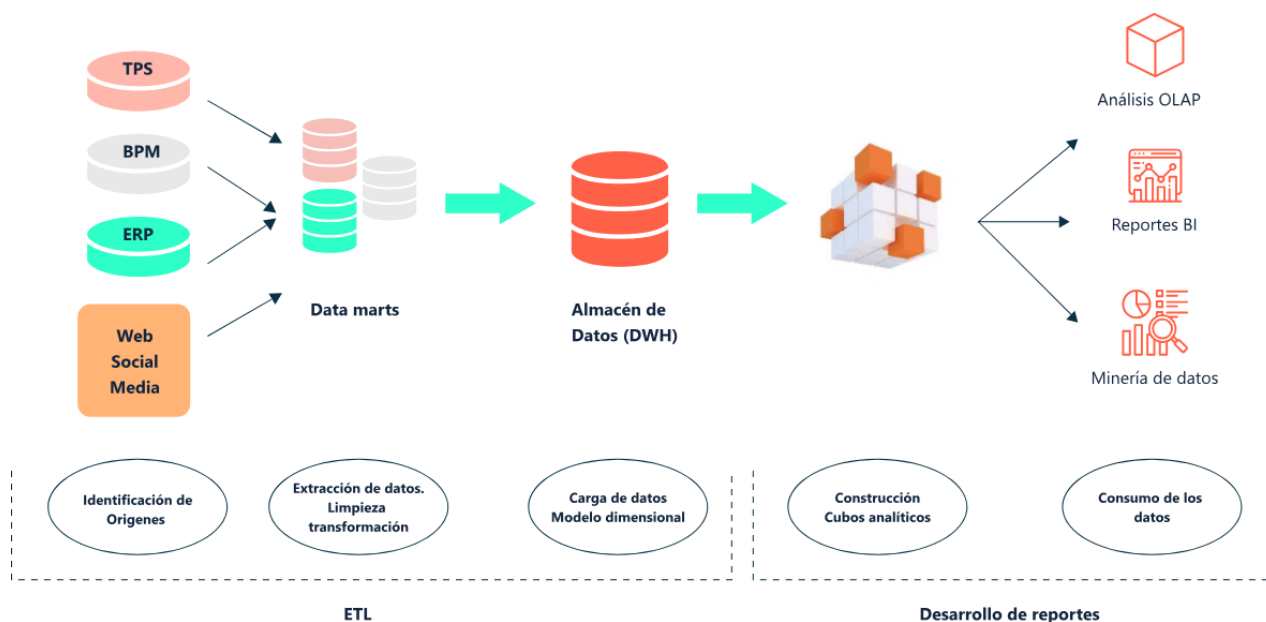 TPS
BPM
ERP
Web
Social
Media
Data marts
Almacén de
Datos (DWH)
Análisis OLAP
Reportes BI
Minería de datos
Identificación de
Origenes
Extracción de datos.
Limpieza
transformación
Carga de datos
Modelo dimensional
Construcción
Cubos analíticos
Consumo de los
datos
ETL
Desarrollo de reportes